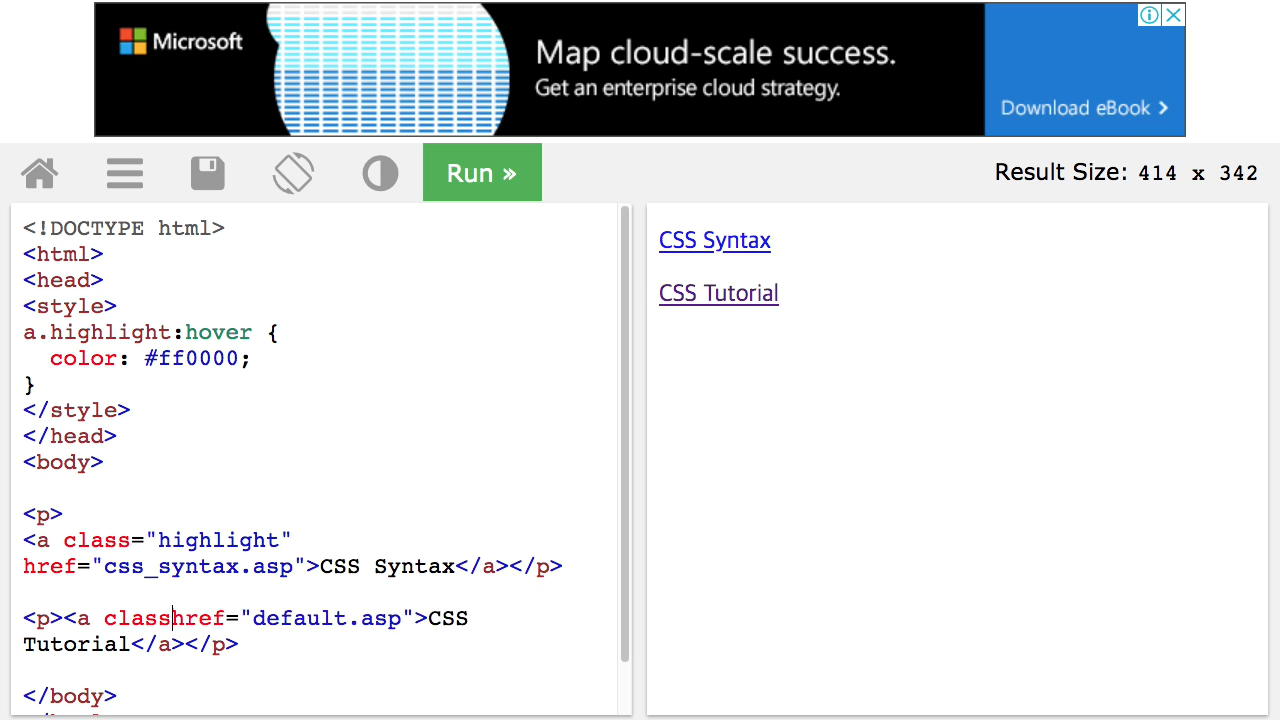 Microsoft
Map cloud-scale success.
Get an enterprise cloud strategy.
Download eBook >
Run »
Result Size: 414 x 342
<!DOCTYPE html>
<html>
<head>
<style>
a.highlight:hover {
  color: #ff0000;
}
</style>
</head>
<body>
<p>
<a class="highlight"
href="css_syntax.asp">CSS Syntax</a></p>
<p><a classhref="default.asp">CSS
Tutorial</a></p>
</body>
CSS Syntax
CSS Tutorial